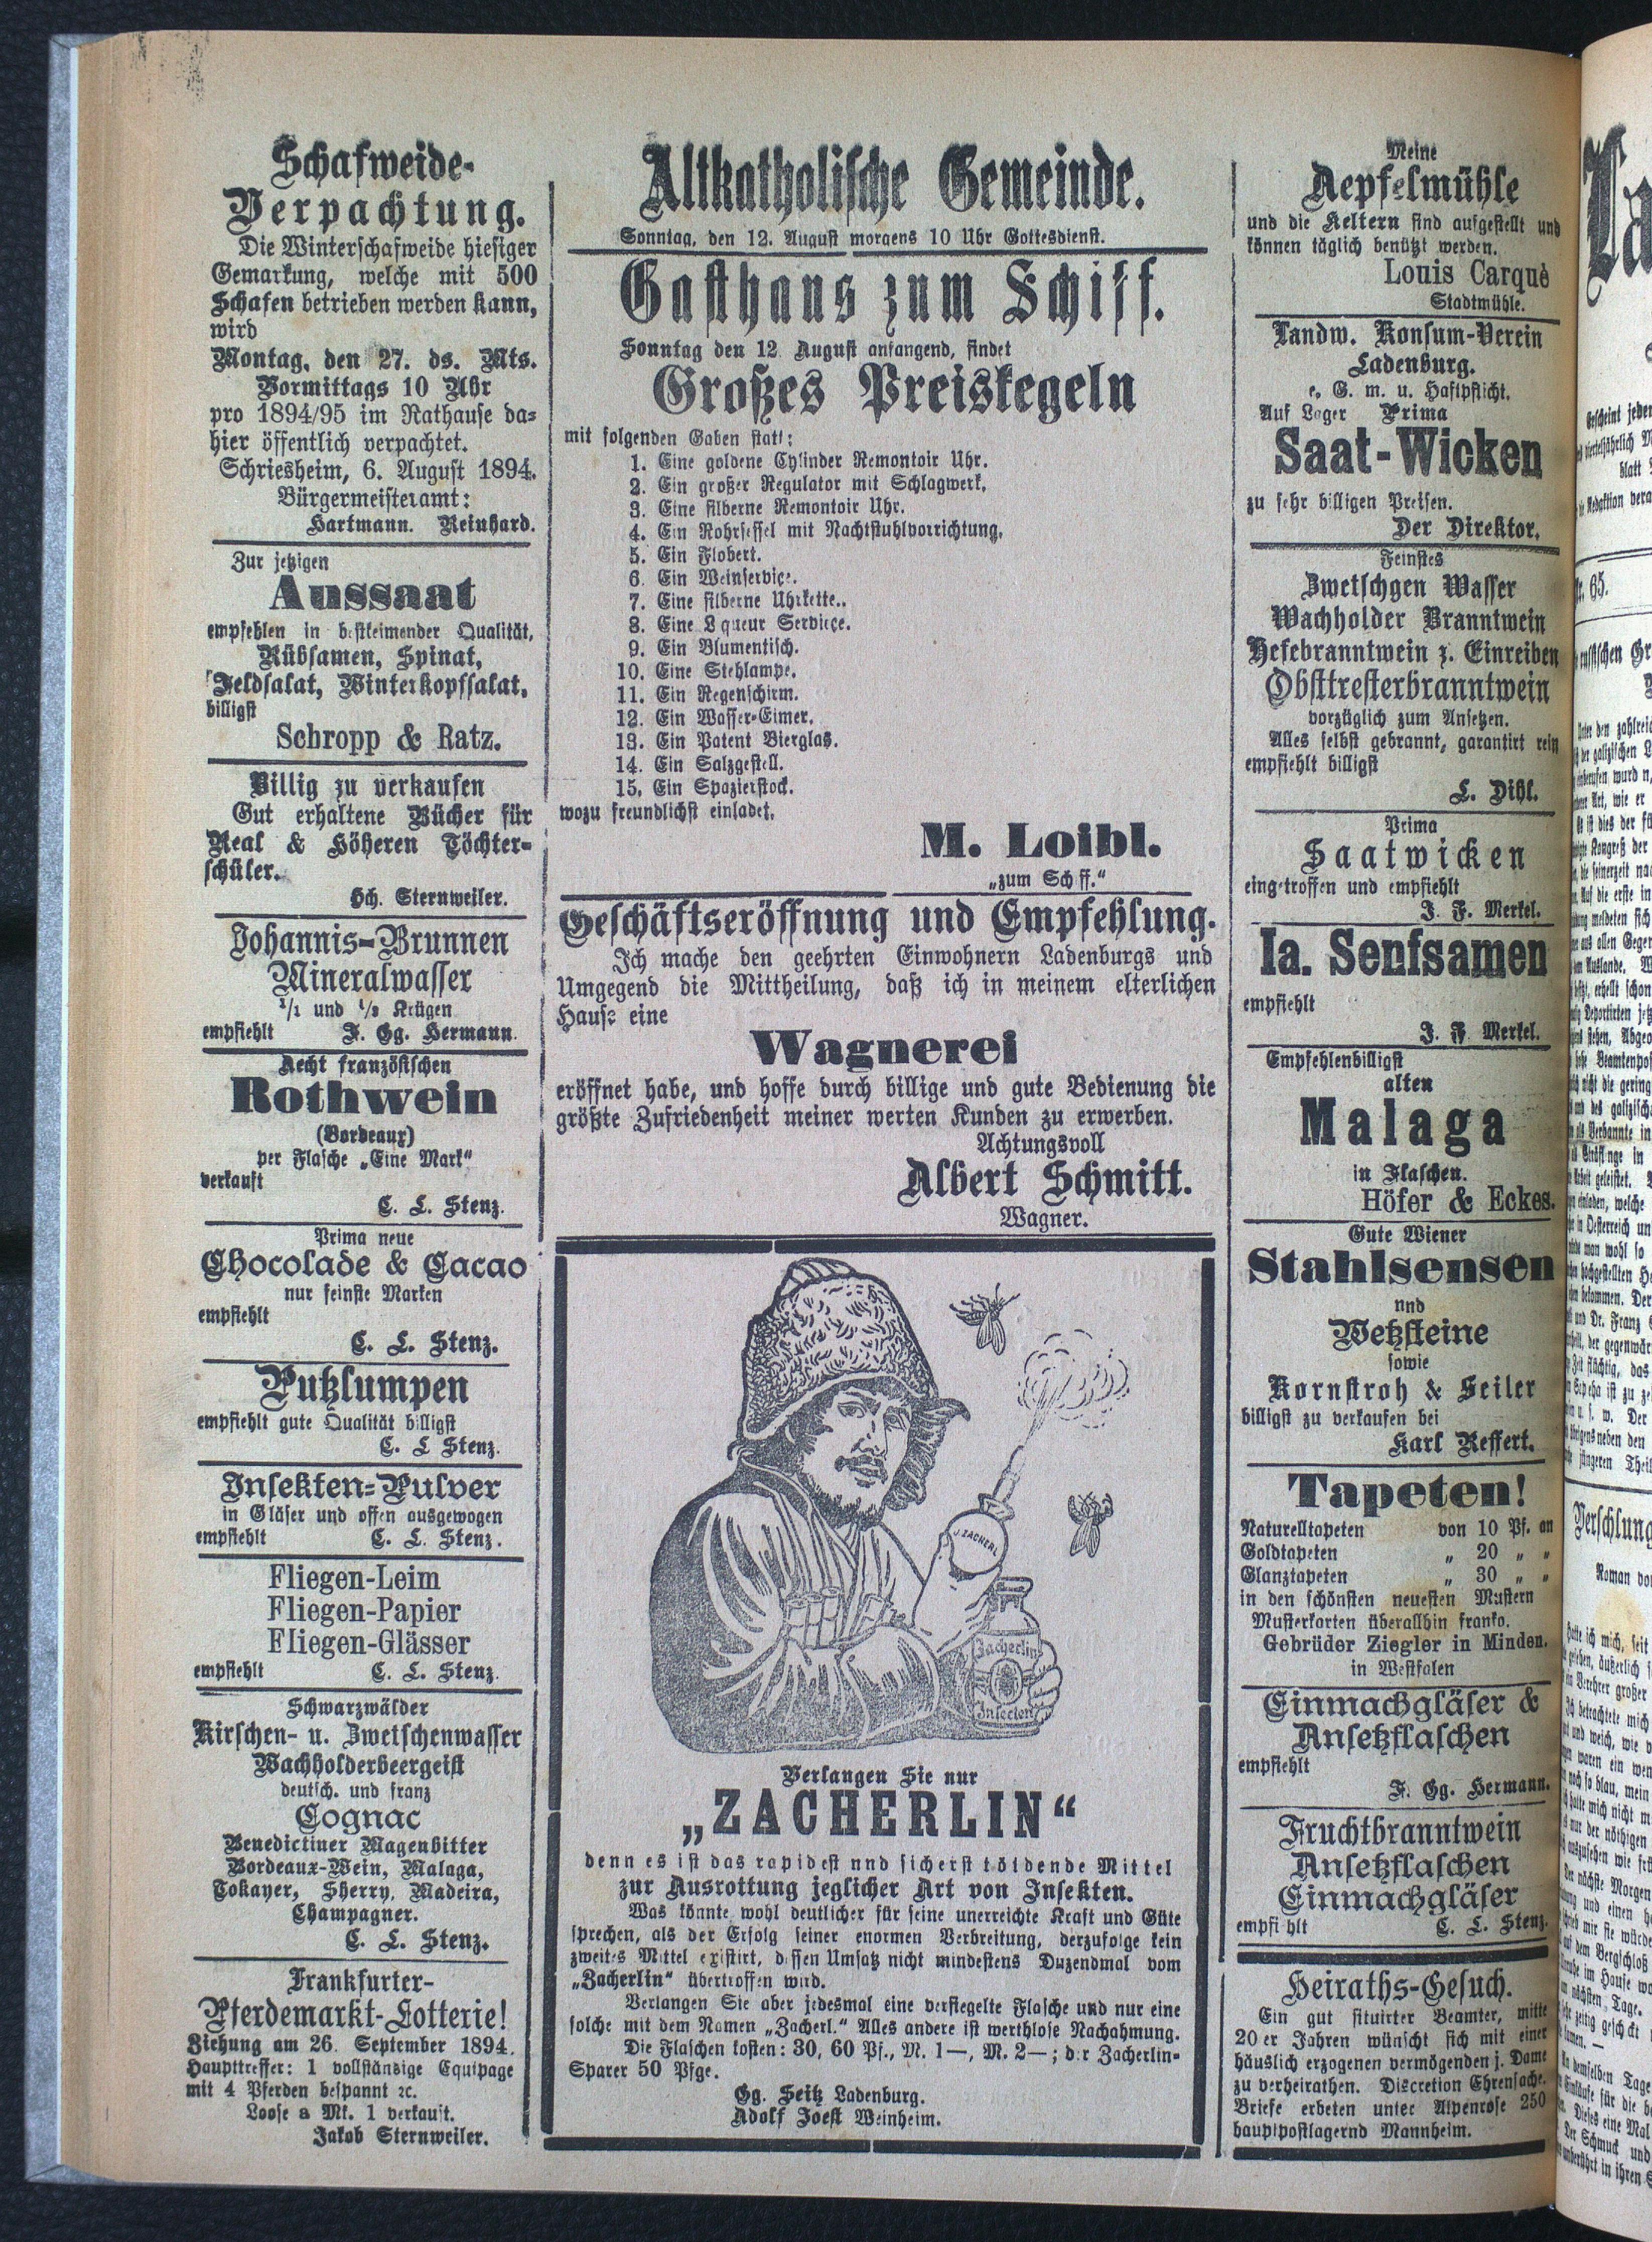 Schafweide-
Verpachtung.
Die Winterschafweide hiesiger
Gemarkung, welche mit 500
Schafen betrieben werden kann,
wird
Montag, den 27. ds. Mts.
Vormittags 10 Uhr
pro 1894/95 im Rathause da-
hier öffentlich verpachtet.
Schriesheim, 6. August 1894.
Bürgermeisteramt:
Hartmann. Reinhard.
Zur jetzigen
Aussaat
empfehlen in bestkeimender Qualität,
Rübsamen, Spinat,
Feldsalat, Winterkopfsalat,
billigst
Schropp & Ratz.
Billig zu verkaufen
Gut erhaltene Bücher für
Real & Höheren Töchter-
schüler.
Hch. Sternweiler.
Johannis-Brunnen
Mineralwasser
1/1 und 1/2 Krügen
empfiehlt J. Gg. Hermann.
Aecht französischen
Rothwein
(Bordeaux)
per Flasche „Eine Mark“
verkauft
C. L. Stenz.
Prima neue
Chocolade & Cacao
nur feinste Marken
empfiehlt
C. L. Stenz.
Putzlumpen
empfiehlt gute Qualität billigst
C. L Stenz.
Insekten-Pulver
in Gläser und offen ausgewogen
empfiehlt C. L. Stenz.
Fliegen-Leim
Fliegen-Papier
Fliegen-Glässer
empfiehlt C. L. Stenz.
Schwarzwälder
Kirschen- u. Zwetschenwasser
Wachholderbeergeist
deutsch. und franz
Cognac
Benedictiner Magenbitter
Bordeaux-Wein, Malaga,
Tokayer, Sherry, Madeira,
Champagner.
C. L. Stenz.
Frankfurter-
Pferdemarkt-Lotterie!
Ziehung am 26. September 1894.
Haupttreffer: 1 vollständige Equipage
mit 4 Pferden bespannt ꝛc.
Loose a Mk. 1 verkauft.
Jakob Sternweiler.
Altkatholische Gemeinde.
Sonntag, den 12. August morgens 10 Uhr Gottesdienst.
Gasthaus zum Schiff.
Sonntag den 12 August anfangend, findet
Großes Preiskegeln
mit folgenden Gaben statt:
1. Eine goldene Cylinder Remontoir Uhr.
2. Ein großer Regulator mit Schlagwerk.
3. Eine silberne Remontoir Uhr.
4. Ein Rohrsessel mit Nachtstuhlvorrichtung.
5. Ein Flobert.
6. Ein Weinservice.
7. Eine silberne Uhrkette..
8. Eine L queur Serviece.
9. Ein Blumentisch.
10. Eine Stehlampe.
11. Ein Regenschirm.
12. Ein Wasser-Eimer.
13. Ein Patent Bierglas.
14. Ein Salzgestell.
15. Ein Spazierstock.
wozu freundlichst einladet.
M. Loibl.
„zum Sch ff.“
Geschäftseröffnung und Empfehlung.
Ich mache den geehrten Einwohnern Ladenburgs und
Umgegend die Mittheilung, daß ich in meinem elterlichen
Hause eine
Wagnerei
eröffnet habe, und hoffe durch billige und gute Bedienung die
größte Zufriedenheit meiner werten Kunden zu erwerben.
Achtungsvoll
Albert Schmitt.
Wagner.
J. ZACHERL
Zacherlin
Insecten
Verlangen Sie nur
„ZACHERLIN“
denn es ist das rapidest nnd sicherst tötdende Mittel
zur Ausrottung jeglicher Art von Insekten.
Was könnte wohl deutlicher für seine unerreichte Kraft und Güte
sprechen, als der Erfolg seiner enormen Verbreitung, derzufolge kein
zweites Mittel existirt, dessen Umsatz nicht mindestens Duzendmal vom
„Zacherlin“ übertroffen wird.
Verlangen Sie aber jedesmal eine versiegelte Flasche und nur eine
solche mit dem Namen „Zacherl.“ Alles andere ist werthlose Nachahmung.
Die Flaschen kosten: 30, 60 Pf., M. 1—, M. 2—; der Zacherlin-
Sparer 50 Pfge.
Gg. Seitz Ladenburg.
Adolf Joest Weinheim.
Meine
Aepfelmühle
und die Keltern sind aufgestellt und
können täglich benützt werden.
Louis Carquè
Stadtmühle.
Landw. Konsum-Verein
Ladenburg.
e. G. m. u. Haftpflicht.
Auf Lager Prima
Saat-Wicken
zu sehr billigen Preisen.
Der Direktor.
Feinstes
Zwetschgen Wasser
Wachholder Branntwein
Hefebranntwein z. Einreiben
Obsttresterbranntwein
vorzüglich zum Ansetzen.
Alles selbst gebrannt, garantirt rein
empfiehlt billigst
L. Dihl.
Prima
Saatwicken
eingetroffen und empfiehlt
J. F. Merkel.
Ia. Senfsamen
empfiehlt
J. F Merkel.
Empfehlenbilligst
alten
Malaga
in Flaschen.
Höfer & Eckes.
Gute Wiener
Stahlsensen
nnd
Wetzsteine
sowie
Kornstroh & Seiler
billigst zu verkaufen bei
Karl Reffert.
Tapeten!
Naturelltapeten von 10 Pf. an
Goldtapeten „ 20 „ „
Glanztapeten „ 30 „ „
in den schönsten neuesten Mustern
Musterkarten überallhin franko.
Gebrüder Ziegler in Minden.
in Westfalen
Einmachgläser &
Ansetzflaschen
empfiehlt
J. Gg. Hermann.
Fruchtbranntwein
Ansetzflaschen
Einmachgläser
empfi hlt C. L. Stenz.
Heiraths-Gesuch.
Ein gut situirter Beamter, mitte
20 er Jahren wünscht sich mit einer
häuslich erzogenen vermögenden j. Dame
zu verheirathen. Discretion Ehrensache.
Briefe erbeten unter Alpenrose 250
hauptpostlagernd Mannheim.